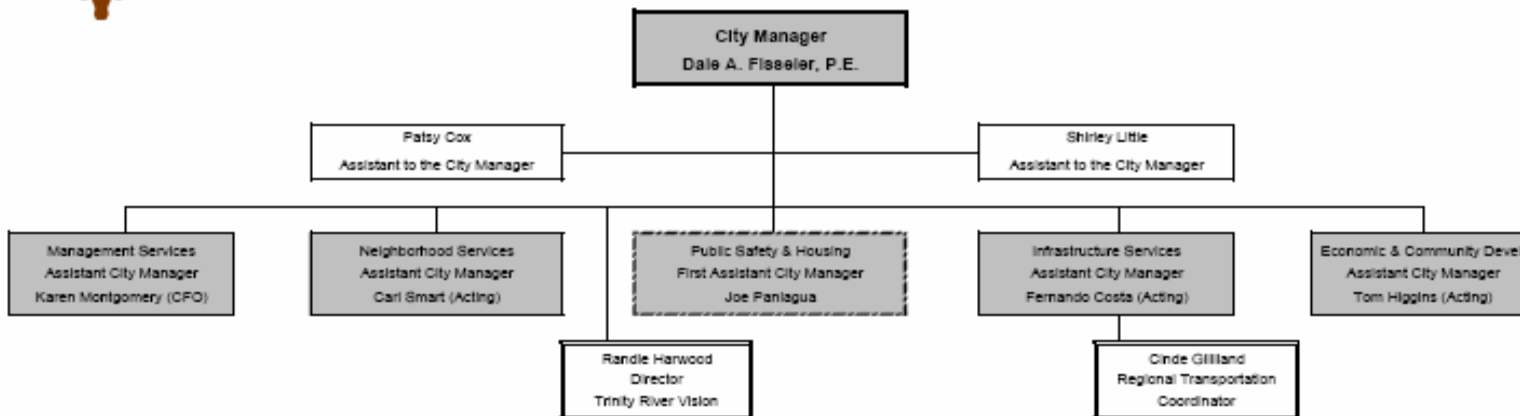 City Manager
Dale A. Fisseler, P.E.
Patsy Cox
Assistant to the City Manager
Shirley Little
Assistant to the City Manager
Management Services
Assistant City Manager
Karen Montgomery (CFO)
Neighborhood Services
Assistant City Manager
Carl Smart (Acting)
Public Safety & Housing
First Assistant City Manager
Joe Paniagua
Infrastructure Services
Assistant City Manager
Fernando Costa (Acting)
Economic & Community Devel
Assistant City Manager
Tom Higgins (Acting)
Randle Harwood
Director
Trinity River Vision
Cinde Gilliland
Regional Transportation
Coordinator